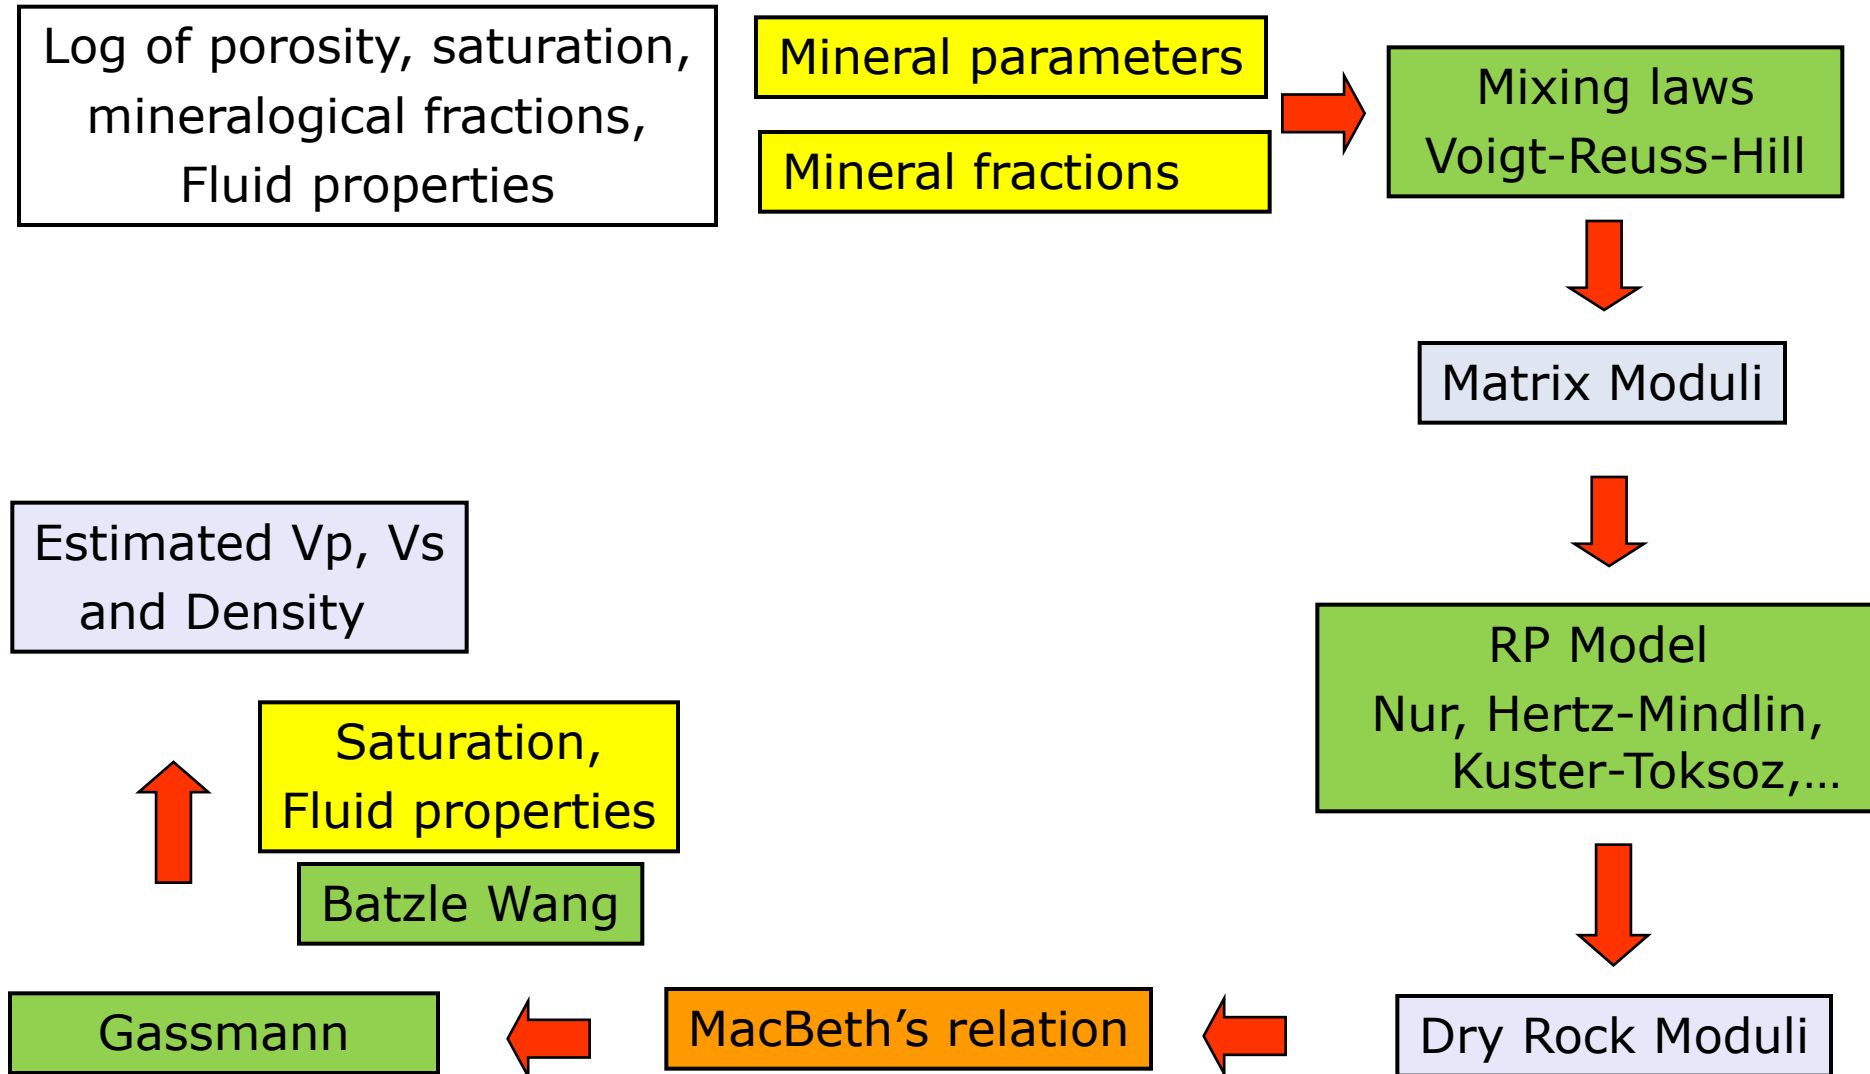 Log of porosity, saturation,
mineralogical fractions,
Fluid properties
Mineral parameters
Mineral fractions
Mixing laws
Voigt-Reuss-Hill
Matrix Moduli
RP Model
Nur, Hertz-Mindlin,
Kuster-Toksoz,...
Dry Rock Moduli
MacBeth’s relation
Gassmann
Saturation,
Fluid properties
Batzle Wang
Estimated Vp, Vs
and Density